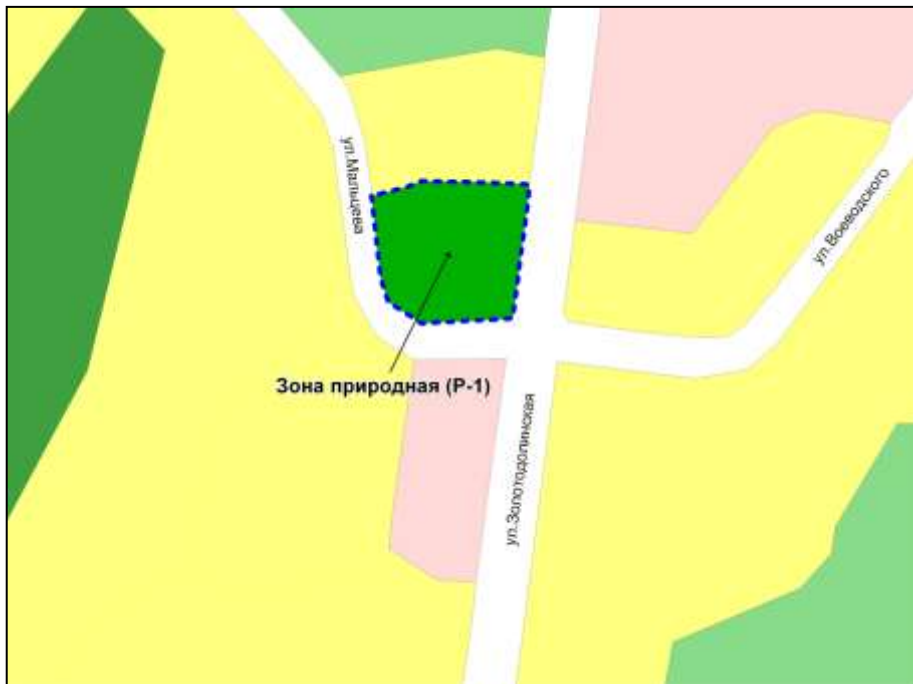 ул.Мальцева
ул.Воеводского
Зона природная (Р-1)
ул.Золотодолинская